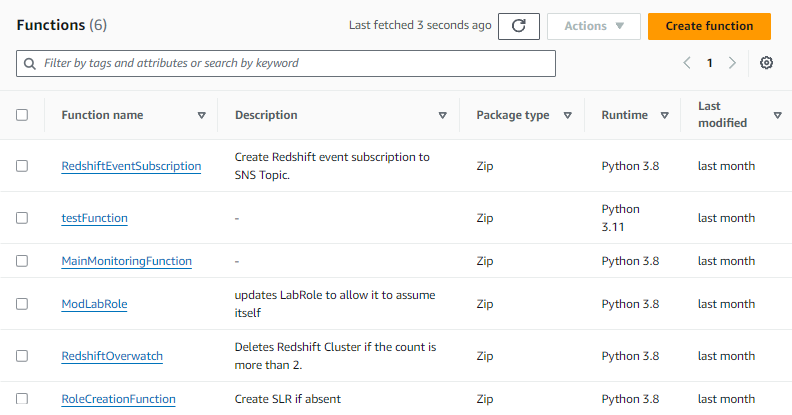 Functions (6)
Last fetched 3 seconds ago
Actions
Create function
Filter by tags and attributes or search by keyword
1
Function name Description Package type Runtime Last modified
RedshiftEventSubscription Create Redshift event subscription to SNS Topic. Zip Python 3.8 last month
testFunction - Zip Python 3.11 last month
MainMonitoringFunction - Zip Python 3.8 last month
ModLabRole updates LabRole to allow it to assume itself Zip Python 3.8 last month
RedshiftOverwatch Deletes Redshift Cluster if the count is more than 2. Zip Python 3.8 last month
RoleCreationFunction Create SLR if absent Zip Python 3.8 last month